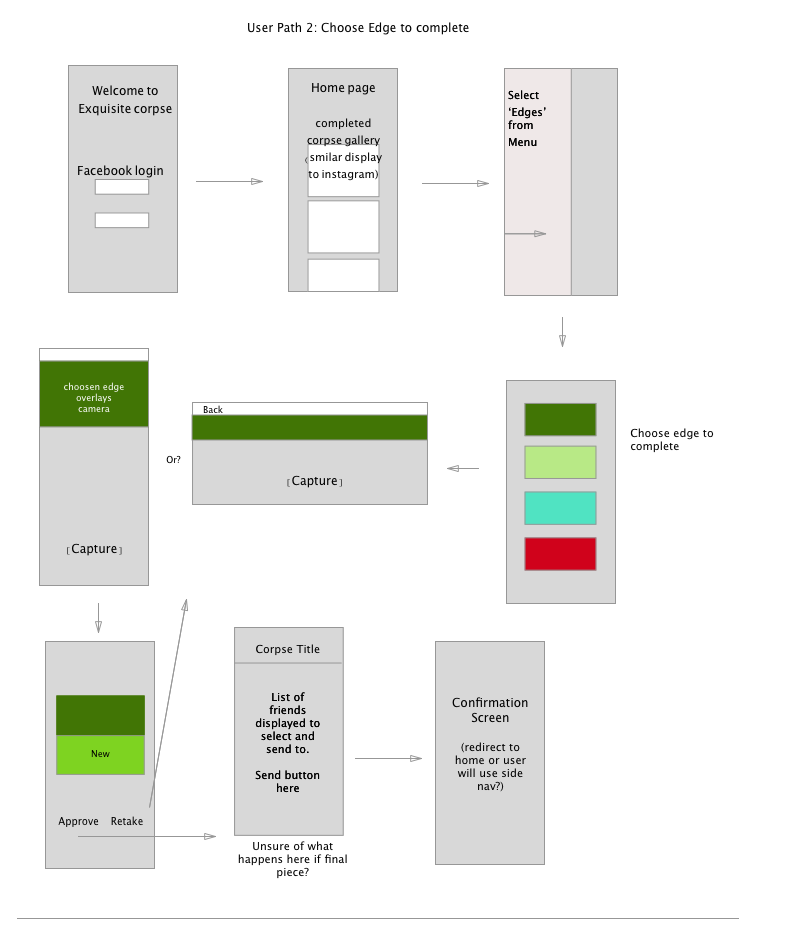 User Path 2: Choose Edge to complete
Welcome to
Exquisite corpse
Facebook login
Home page
completed
corpse gallery
(smilar display
to instagram)
Select
‘Edges’
from
Menu
choosen edge
overlays
camera
[Capture]
Or?
Back
[Capture]
Choose edge to
complete
New
Approve Retake
Corpse Title
List of
friends
displayed to
select and
send to.
Send button
here
Unsure of what
happens here if final
piece?
Confirmation
Screen
(redirect to
home or user
will use side
nav?)